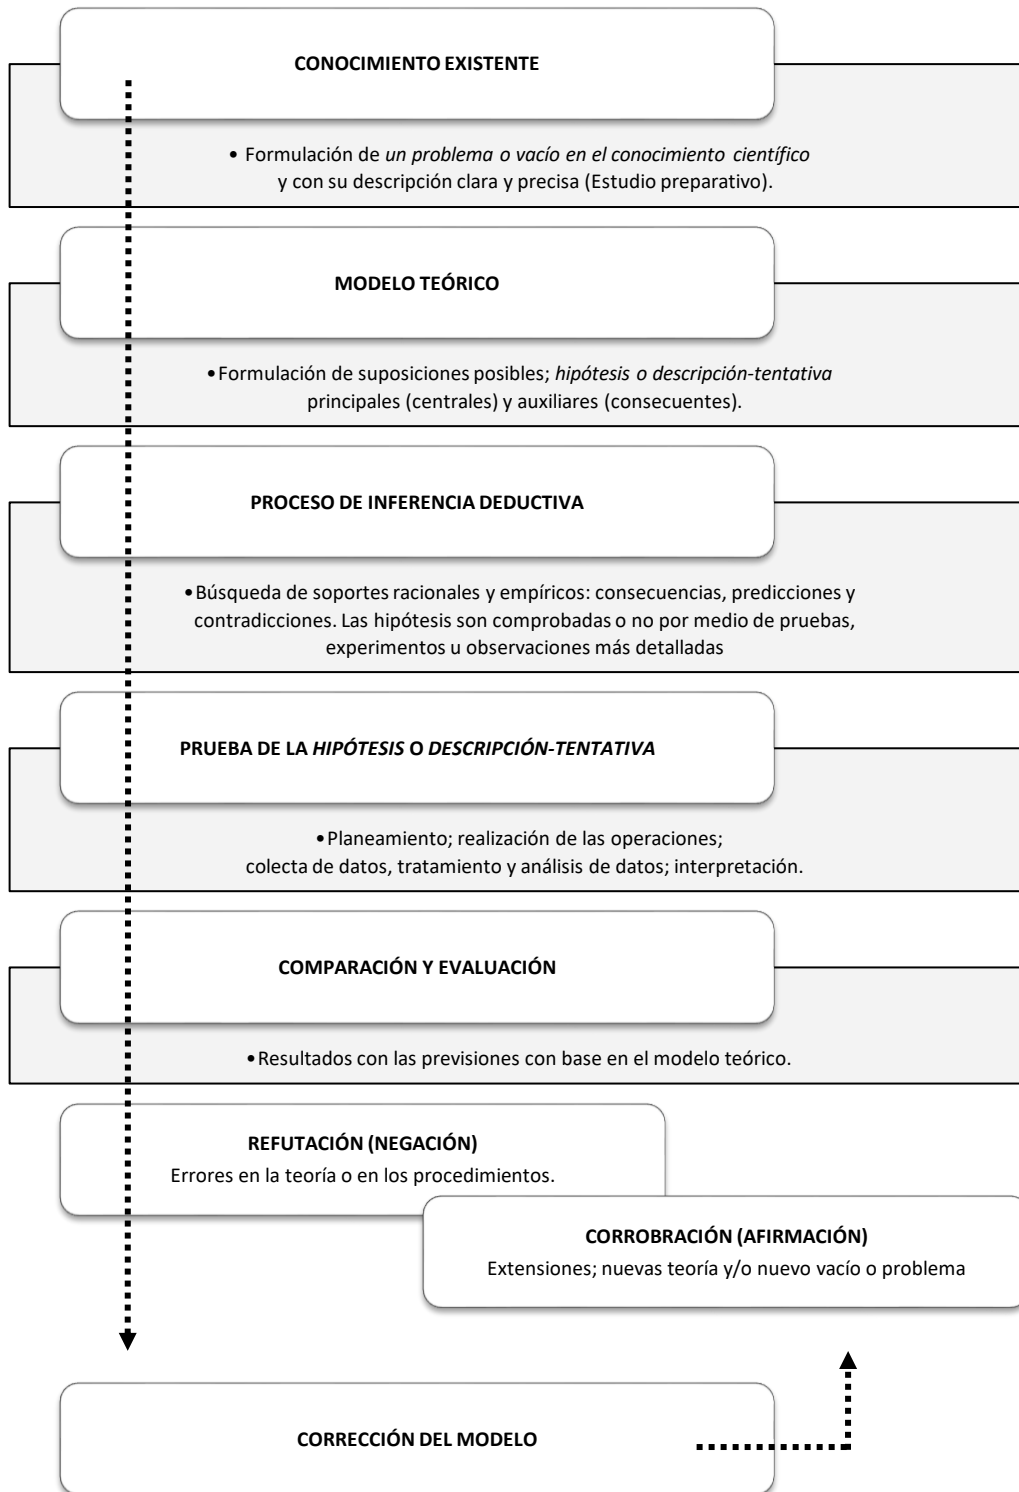 CONOCIMIENTO EXISTENTE
• Formulación de un problema o vacío en el conocimiento científico
y con su descripción clara y precisa (Estudio preparativo).
MODELO TEÓRICO
• Formulación de suposiciones posibles; hipótesis o descripción-tentativa
principales (centrales) y auxiliares (consecuentes).
PROCESO DE INFERENCIA DEDUCTIVA
• Búsqueda de soportes racionales y empíricos: consecuencias, predicciones y
contradicciones. Las hipótesis son comprobadas o no por medio de pruebas,
experimentos u observaciones más detalladas
PRUEBA DE LA HIPÓTESIS O DESCRIPCIÓN-TENTATIVA
• Planeamiento; realización de las operaciones;
colecta de datos, tratamiento y análisis de datos; interpretación.
COMPARACIÓN Y EVALUACIÓN
• Resultados con las previsiones con base en el modelo teórico.
REFUTACIÓN (NEGACIÓN)
Errores en la teoría o en los procedimientos.
CORROBRACIÓN (AFIRMACIÓN)
Extensiones; nuevas teoría y/o nuevo vacío o problema
CORRECCIÓN DEL MODELO